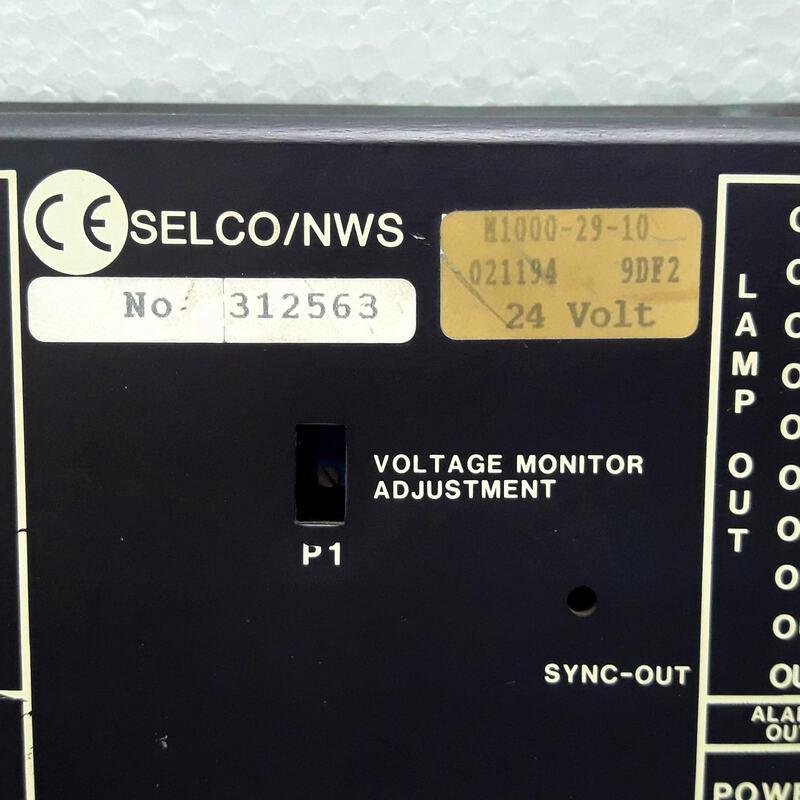 CE SELCO/NWS
No 312563
M1000-29-10
021194 9DF2
24 Volt
VOLTAGE MONITOR
ADJUSTMENT
P1
SYNC-OUT
LAMP OUT